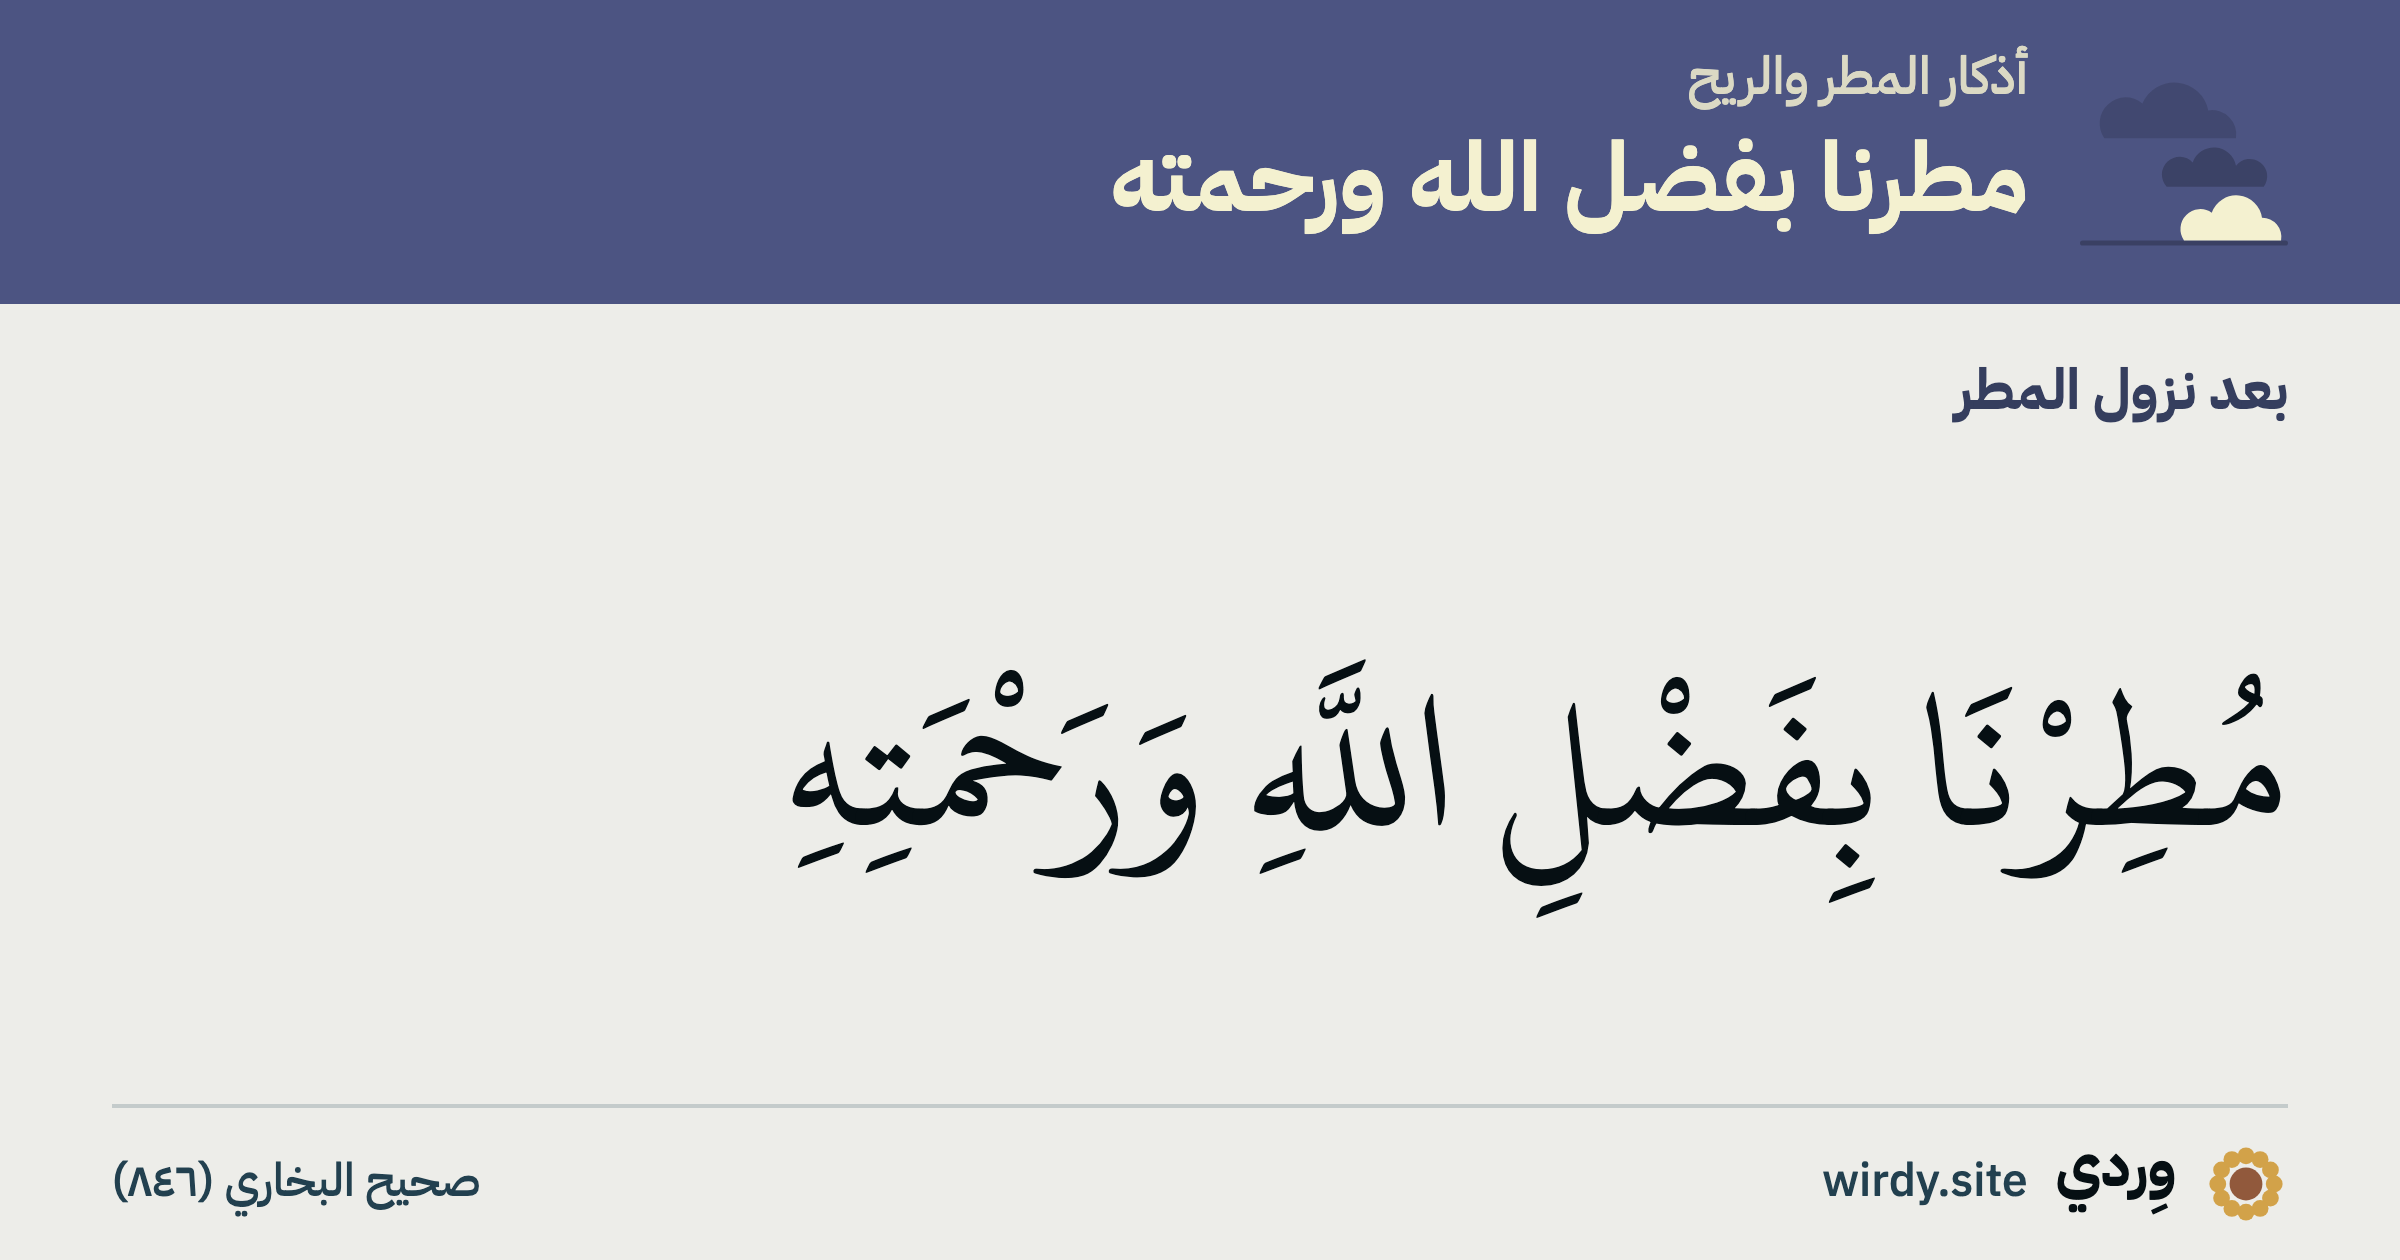 أذكار المطر والريح
مطرنا بفضل الله ورحمته
بعد نزول المطر
مُطِرْنَا بِفَضْلِ اللَّهِ وَرَحْمَتِهِ
وِردي wirdy.site
صحيح البخاري (٨٤٦)